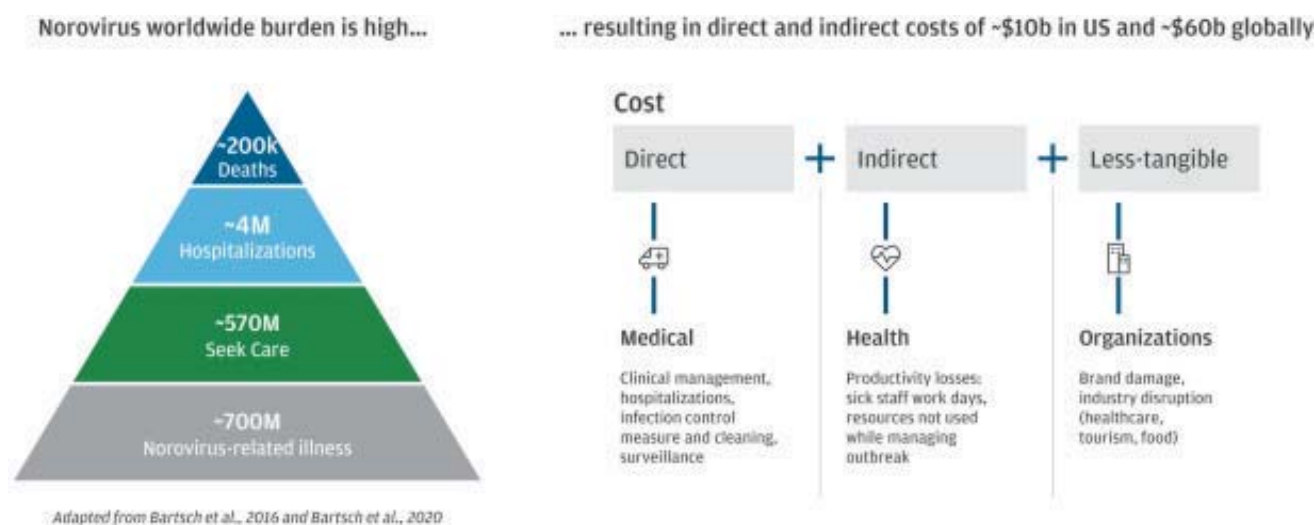 Norovirus worldwide burden is high...
... resulting in direct and indirect costs of ~$10b in US and ~$60b globally
~200k
Deaths
~4M
Hospitalizations
~570M
Seek Care
~700M
Norovirus-related illness
Adapted from Bartsch et al., 2016 and Bartsch et al., 2020
Cost
Direct
+
Indirect
+
Less-tangible
Medical
Clinical management,
hospitalizations,
infection control
measure and cleaning,
surveillance
Health
Productivity losses:
sick staff work days,
resources not used
while managing
outbreak
Organizations
Brand damage,
industry disruption
(healthcare,
tourism, food)